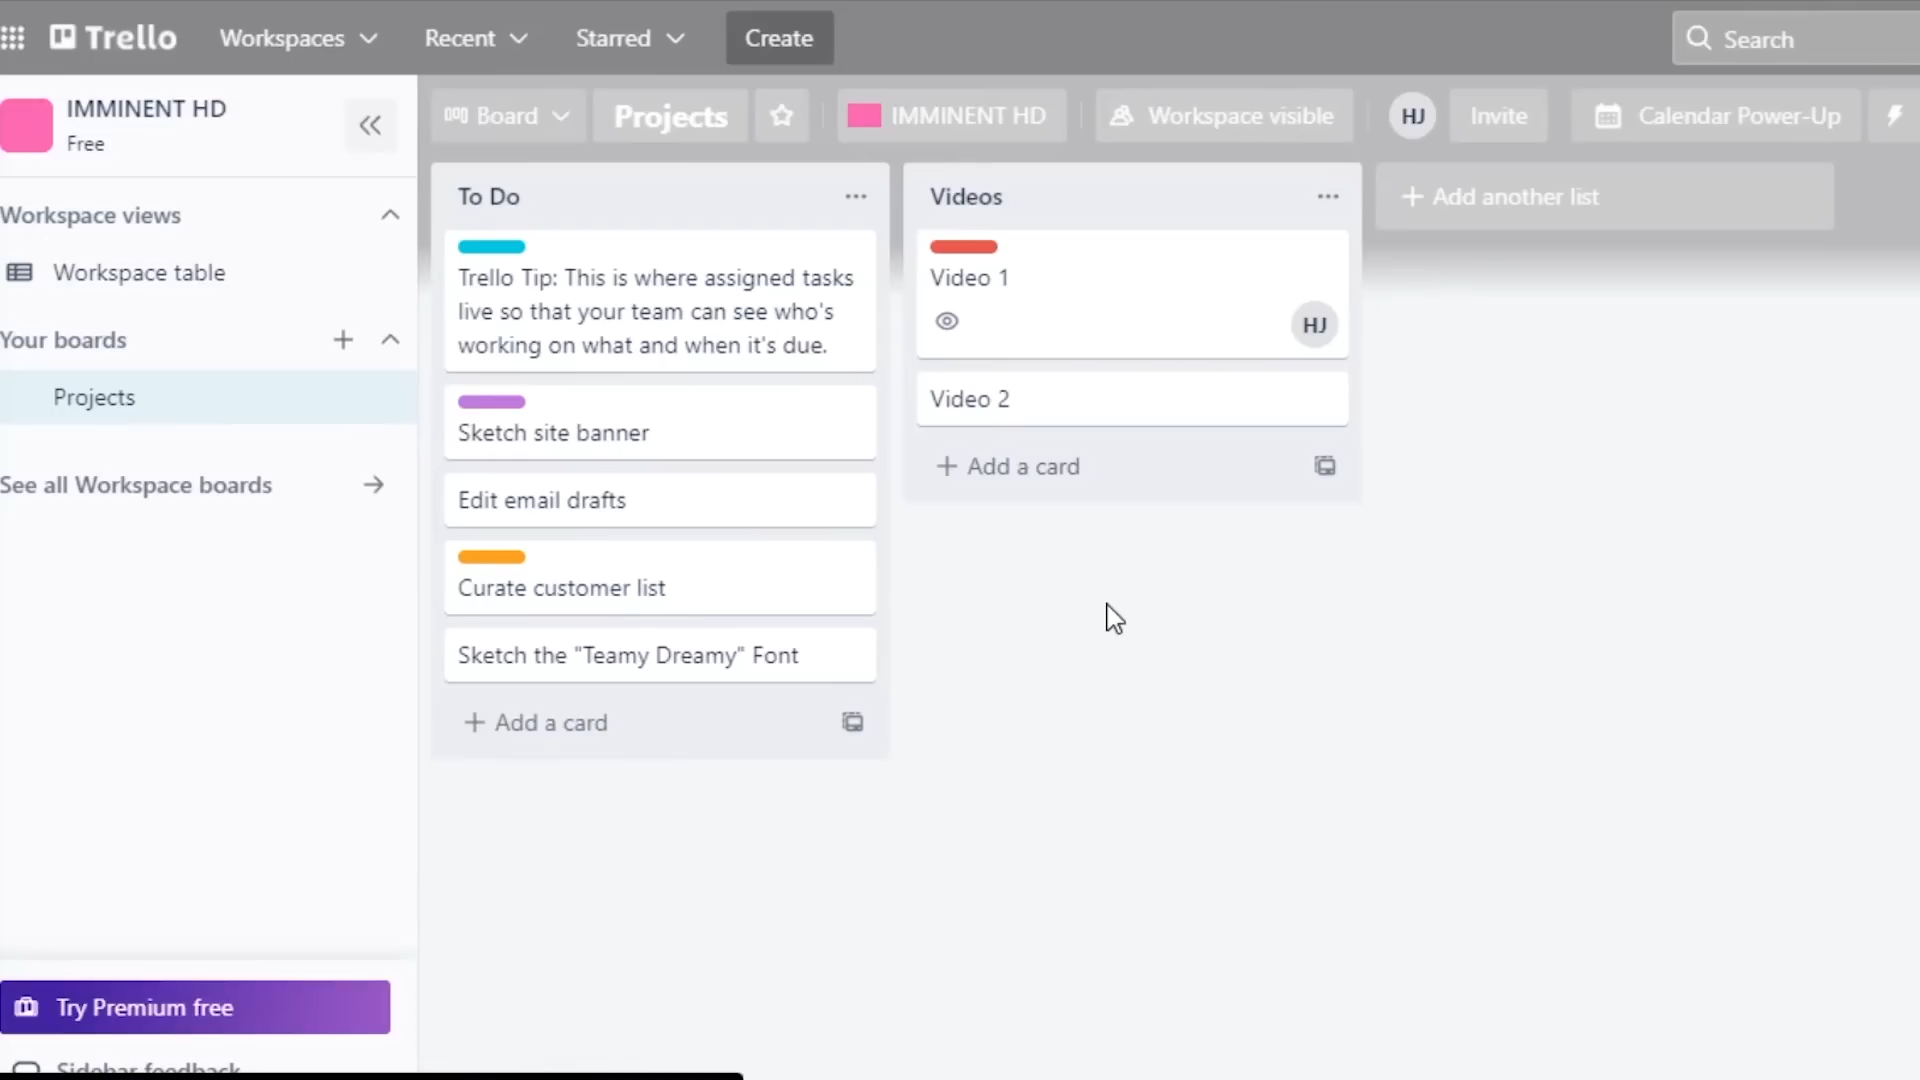 Trello
Workspaces
Recent
Starred
Create
Search
IMMINENT HD
Free
Board
Projects
IMMINENT HD
Workspace visible
HJ
Invite
Calendar Power-Up
Workspace views
Workspace table
Your boards
Projects
See all Workspace boards
To Do
Trello Tip: This is where assigned tasks
live so that your team can see who's
working on what and when it's due.
Sketch site banner
Edit email drafts
Curate customer list
Sketch the "Teamy Dreamy" Font
Add a card
Videos
Video 1
HJ
Video 2
Add a card
Add another list
Try Premium free
Sidebar feedback